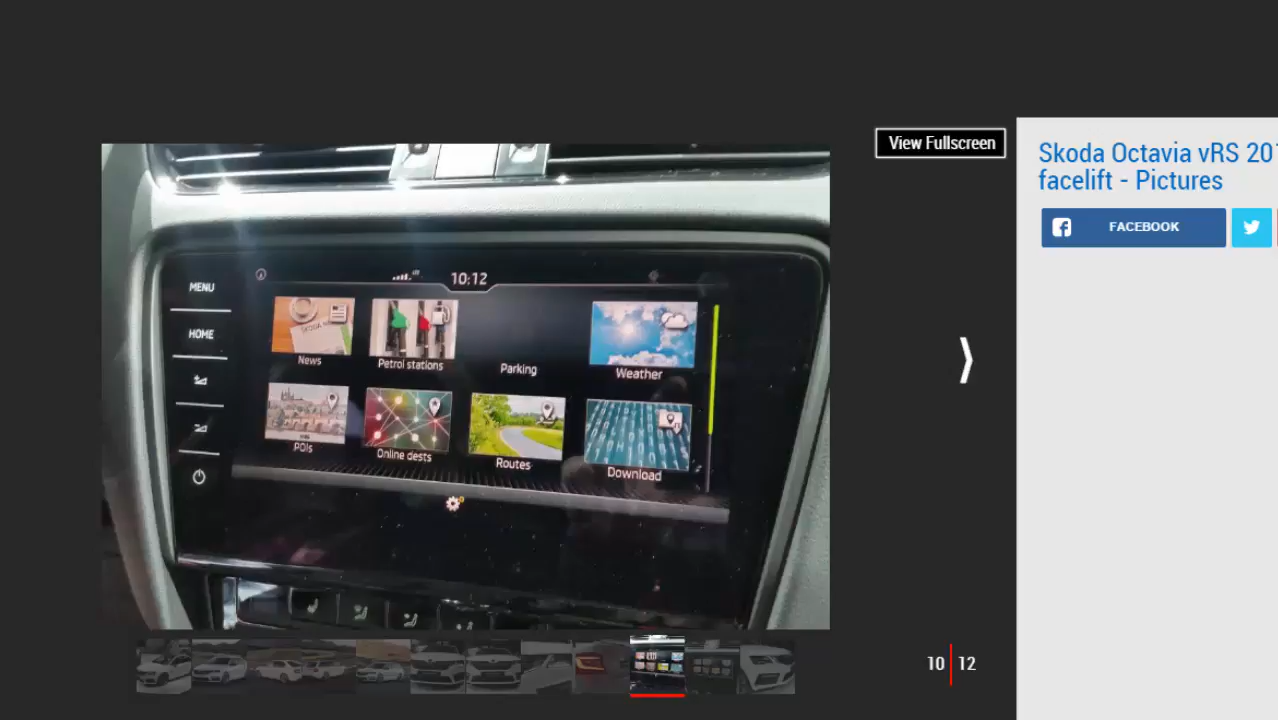 View Fullscreen
Skoda Octavia vRS 20
facelift - Pictures
FACEBOOK
10:12
MENU
HOME
News
Petrol stations
Parking
Weather
POIs
Online dests
Routes
Download
10 12